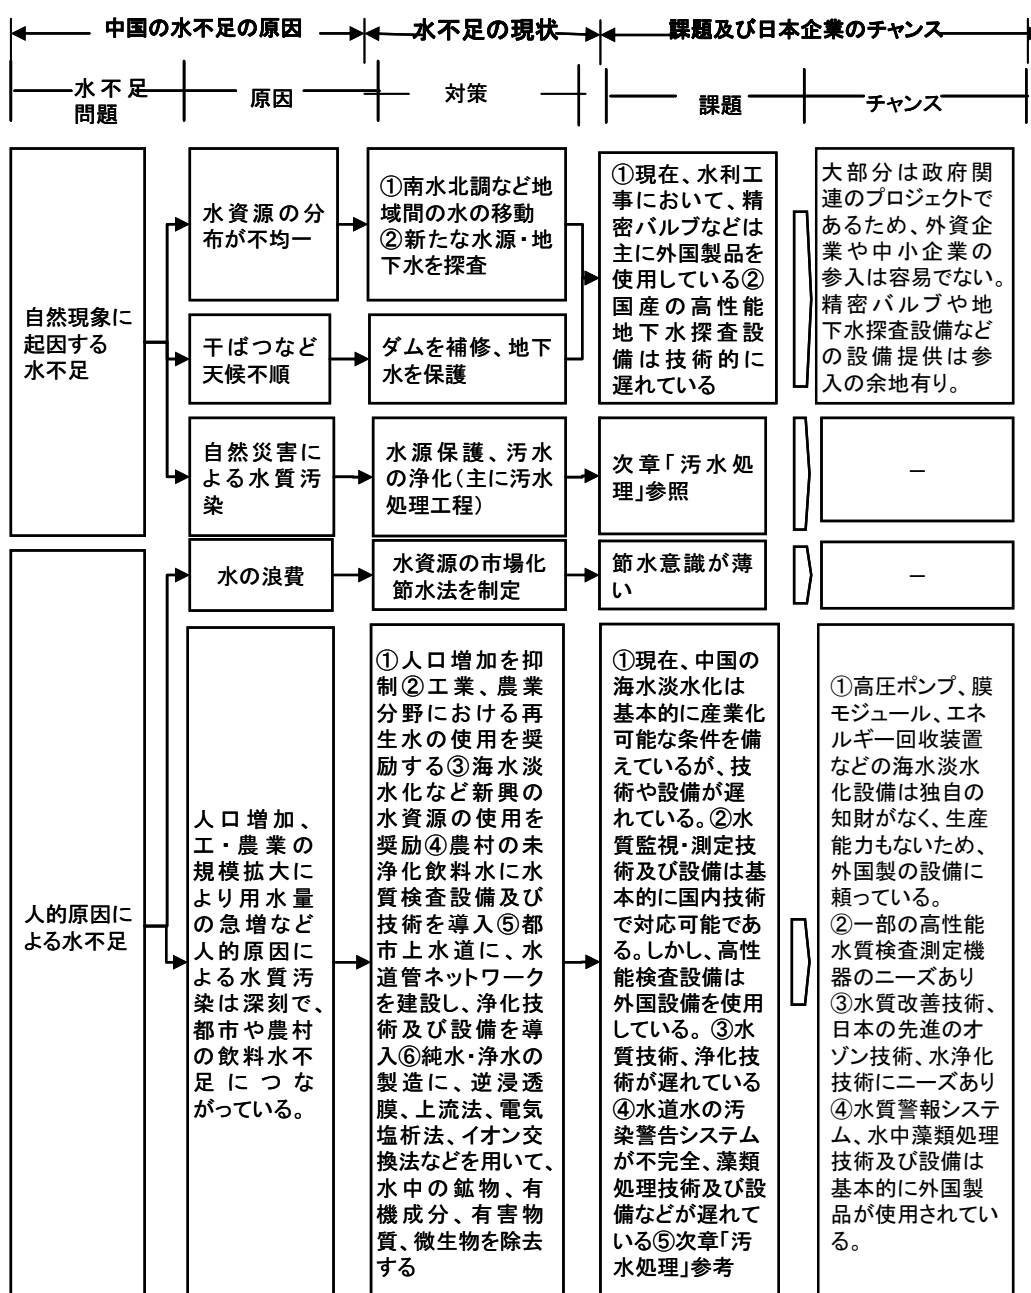 中国の水不足の原因
水不足の現状
課題及び日本企業のチャンス
水不足
問題
原因
対策
課題
チャンス
自然現象に
起因する
水不足
水資源の分
布が不均一
①南水北調など地
域間の水の移動
②新たな水源・地
下水を探査
①現在、水利工
事において、精
密バルブなどは
主に外国製品を
使用している②
国産の高性能
地下水探査設
備は技術的に
遅れている
大部分は政府関
連のプロジェクトで
あるため、外資企
業や中小企業の
参入は容易でない。
精密バルブや地
下水探査設備など
の設備提供は参
入の余地有り。
干ばつなど
天候不順
ダムを補修、地下
水を保護
自然災害に
よる水質汚
染
水源保護、汚水
の浄化(主に汚水
処理工程)
次章「汚水処
理」参照
－
人的原因に
よる水不足
水の浪費
水資源の市場化
節水法を制定
節水意識が薄
い
－
人口増加、
工・農業の
規模拡大に
より用水量
の急増など
人的原因に
よる水質汚
染は深刻で、
都市や農村
の飲料水不
足につな
がっている。
①人口増加を抑
制②工業、農業
分野における再
生水の使用を奨
励する③海水淡
水化など新興の
水資源の使用を
奨励④農村の未
浄化飲料水に水
質検査設備及び
技術を導入⑤都
市上水道に、水
道管ネットワーク
を建設し、浄化技
術及び設備を導
入⑥純水・浄水の
製造に、逆浸透
膜、上流法、電気
塩析法、イオン交
換法などを用いて、
水中の鉱物、有
機成分、有害物
質、微生物を除去
する
①現在、中国の
海水淡水化は
基本的に産業化
可能な条件を備
えているが、技
術や設備が遅
れている。②水
質監視・測定技
術及び設備は基
本的に国内技術
で対応可能であ
る。しかし、高性
能検査設備は
外国設備を使用
している。③水
質技術、浄化技
術が遅れている
④水道水の汚
染警告システム
が不完全、藻類
処理技術及び設
備などが遅れて
いる⑤次章「汚
水処理」参考
①高圧ポンプ、膜
モジュール、エネ
ルギー回収装置
などの海水淡水
化設備は独自の
知財がなく、生産
能力もないため、
外国製の設備に
頼っている。
②一部の高性能
水質検査測定機
器のニーズあり
③水質改善技術、
日本の先進のオ
ゾン技術、水浄化
技術にニーズあり
④水質警報システ
ム、水中藻類処理
技術及び設備は
基本的に外国製
品が使用されてい
る。